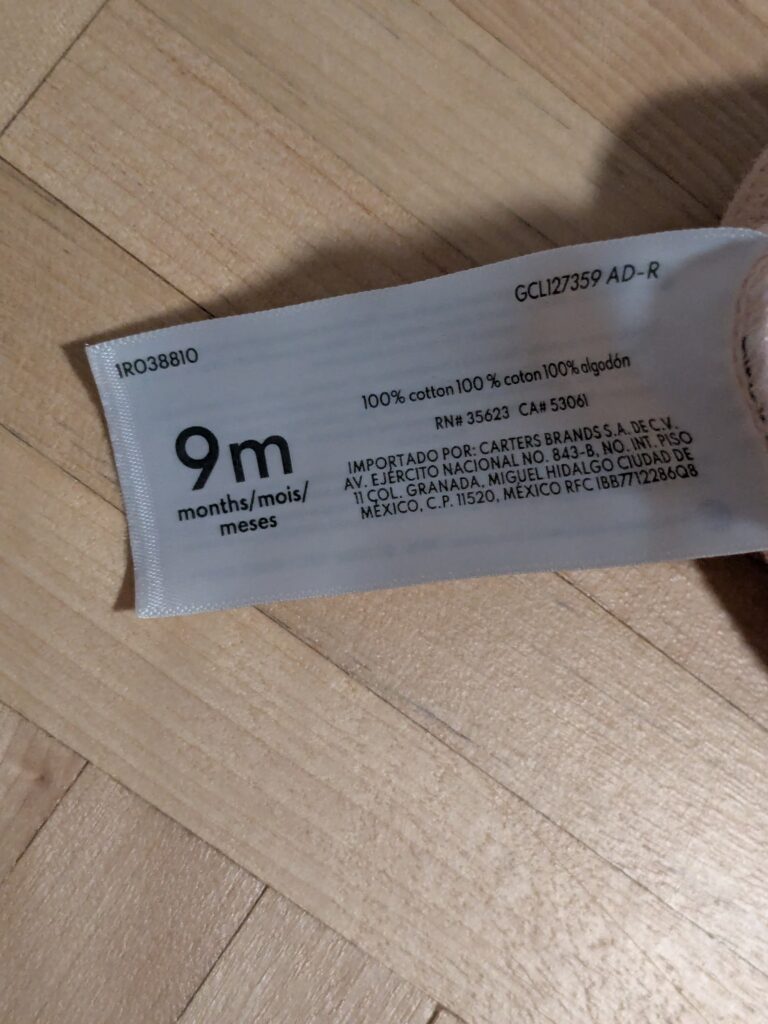 GCL127359 AD-R
1R038810
100% cotton 100 % coton 100% algodón
RN# 35623 CA# 53061
9m
months/mois/
meses
IMPORTADO POR: CARTERS BRANDS S.A. DE C.V.
AV. EJÉRCITO NACIONAL NO. 843-B, NO. INT. PISO
11 COL. GRANADA, MIGUEL HIDALGO CIUDAD DE
MÉXICO, C.P. 11520, MÉXICO RFC IBB7712286Q8